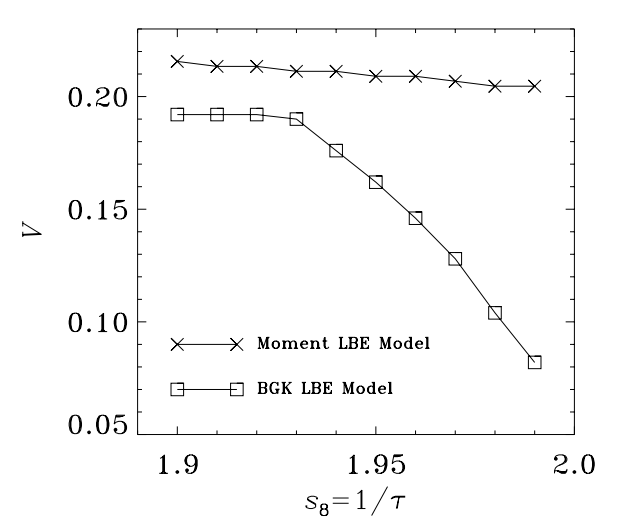 0.20
0.15
V
0.10
Moment LBE Model
BGK LBE Model
0.05
1.9 1.95 2.0
s₈=1/τ